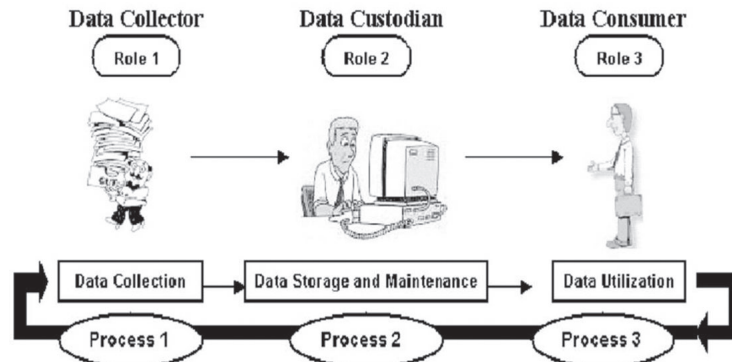 Data Collector
Data Custodian
Data Consumer
Role 1
Role 2
Role 3
Data Collection
Data Storage and Maintenance
Data Utilization
Process 1
Process 2
Process 3